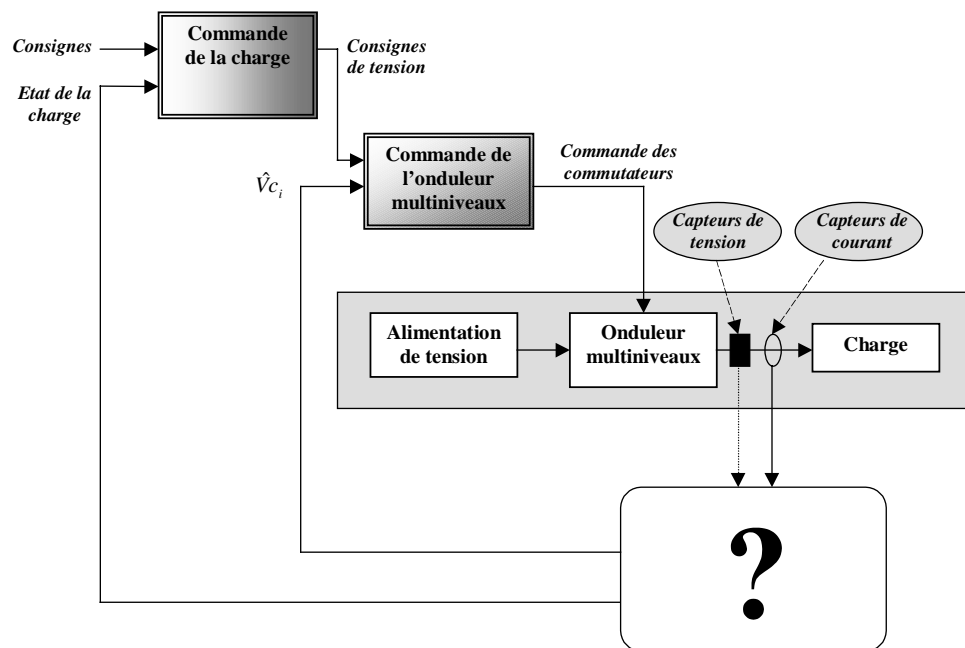 Commande
de la charge
Consignes
Consignes
de tension
Etat de la
charge
Commande de
l'onduleur
multiniveaux
Commande des
commutateurs
V̂c_i
Capteurs de
tension
Capteurs de
courant
Alimentation
de tension
Onduleur
multiniveaux
Charge
?